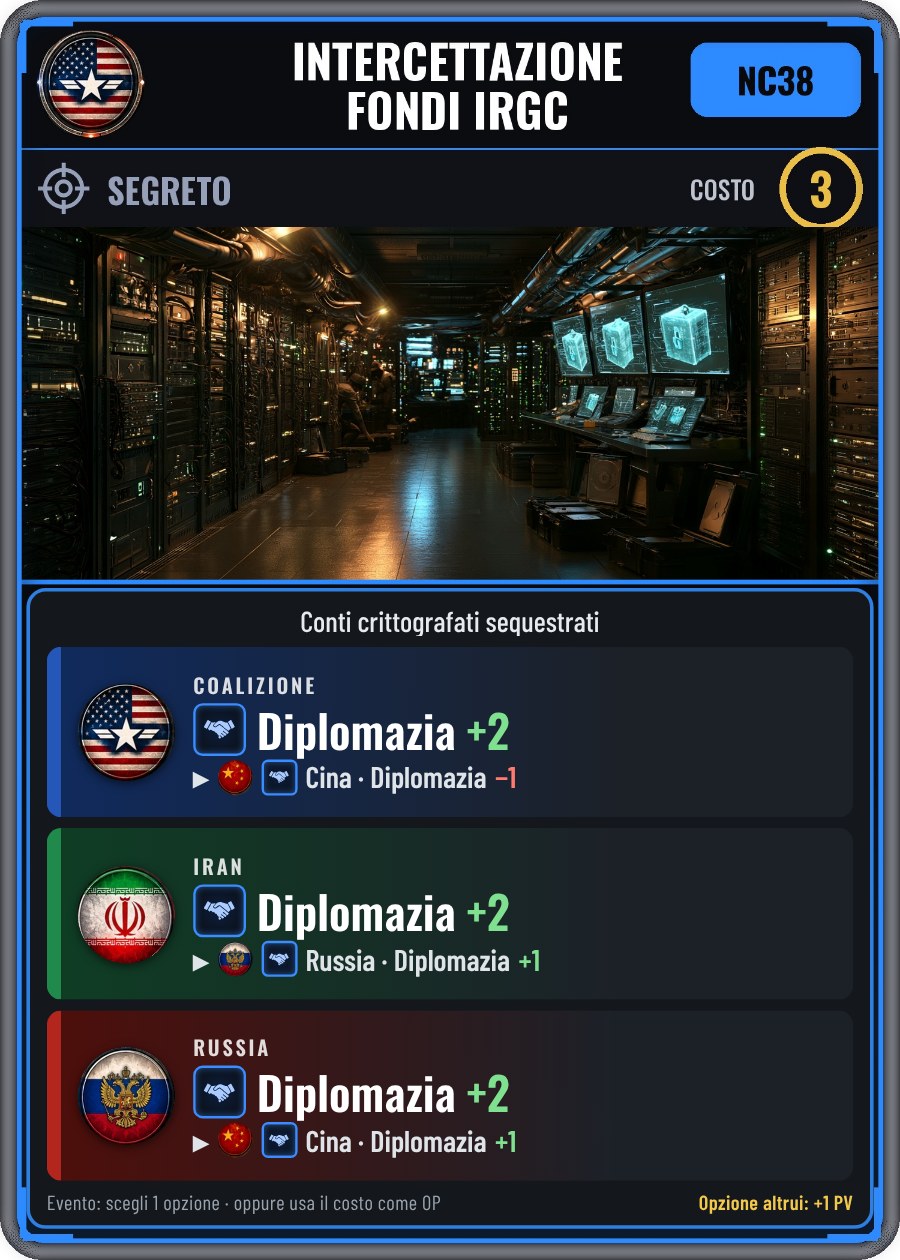 INTERCETTAZIONE
FONDI IRGC
NC38
SEGRETO
COSTO
3
Conti crittografati sequestrati
COALIZIONE
Diplomazia +2
▶ Cina · Diplomazia −1
IRAN
Diplomazia +2
▶ Russia · Diplomazia +1
RUSSIA
Diplomazia +2
▶ Cina · Diplomazia +1
Evento: scegli 1 opzione · oppure usa il costo come OP
Opzione altrui: +1 PV